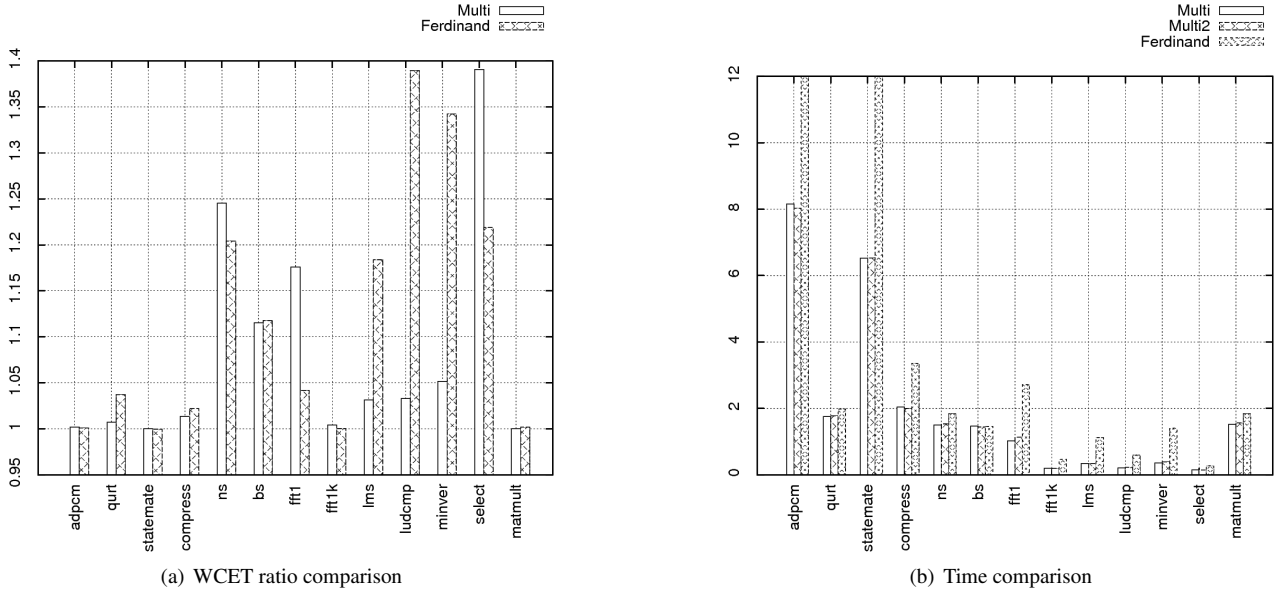 Multi
Ferdinand
1.4
1.35
1.3
1.25
1.2
1.15
1.1
1.05
1
0.95
adpcm
qurt
statemate
compress
ns
bs
fft1
fft1k
lms
ludcmp
minver
select
matmult
(a) WCET ratio comparison
Multi
Multi2
Ferdinand
12
10
8
6
4
2
0
adpcm
qurt
statemate
compress
ns
bs
fft1
fft1k
lms
ludcmp
minver
select
matmult
(b) Time comparison